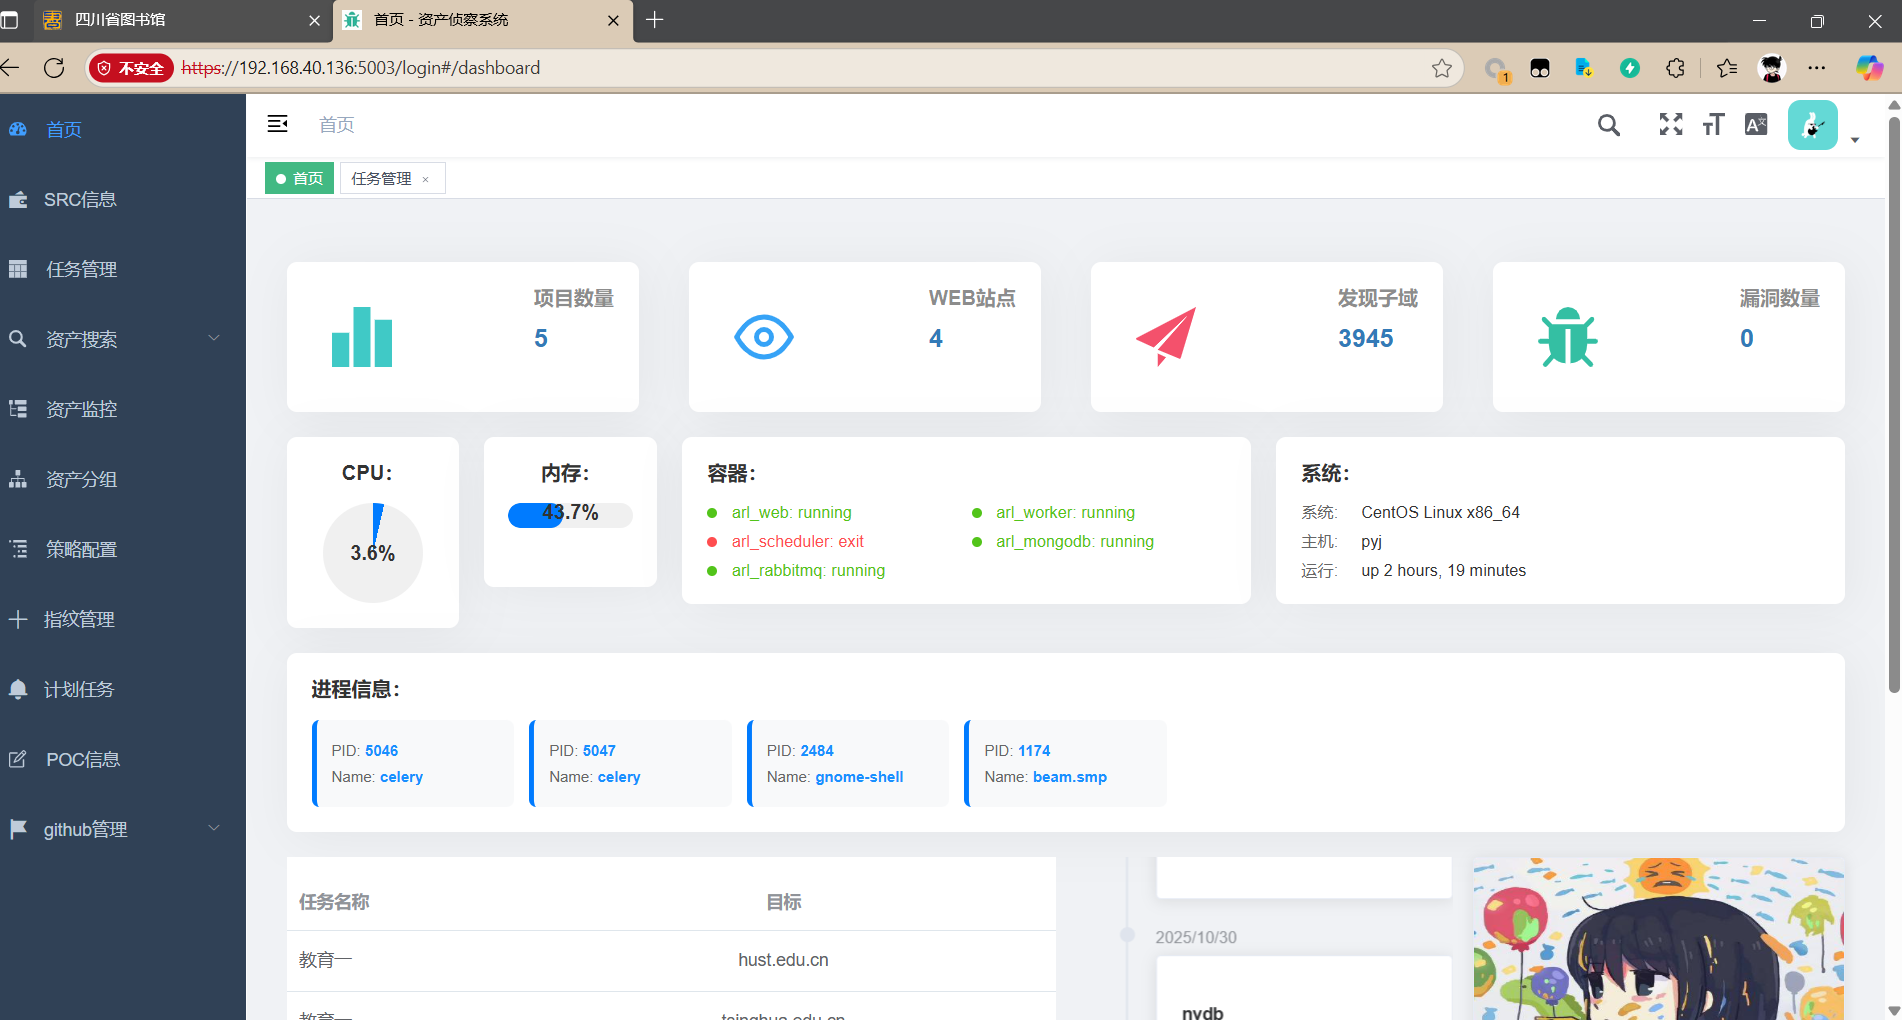 四川省图书馆
首页 - 资产侦察系统
不安全
https://192.168.40.136:5003/login#/dashboard
1
首页
SRC信息
任务管理
资产搜索
资产监控
资产分组
策略配置
指纹管理
计划任务
POC信息
github管理
首页
首页
任务管理
项目数量
5
WEB站点
4
发现子域
3945
漏洞数量
0
CPU：
3.6%
内存：
43.7%
容器：
arl_web: running
arl_worker: running
arl_scheduler: exit
arl_mongodb: running
arl_rabbitmq: running
系统：
系统: CentOS Linux x86_64
主机: pyj
运行: up 2 hours, 19 minutes
进程信息：
PID: 5046
Name: celery
PID: 5047
Name: celery
PID: 2484
Name: gnome-shell
PID: 1174
Name: beam.smp
任务名称 目标
教育一 hust.edu.cn
教育一 tsinghua.edu.cn
2025/10/30
nvdb